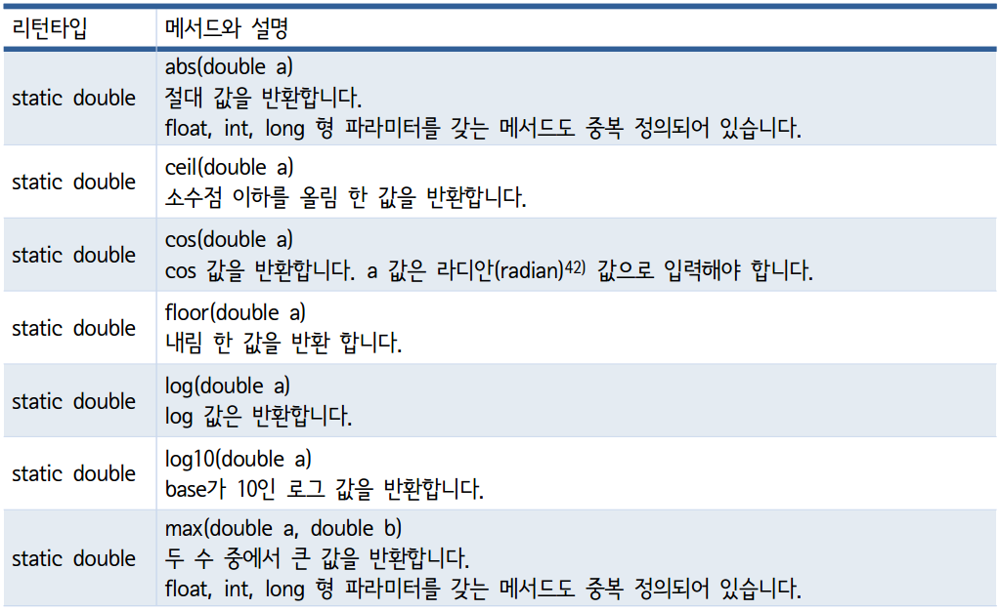 리턴타입 메서드와 설명
static double
abs(double a)
절대 값을 반환합니다.
float, int, long 형 파라미터를 갖는 메서드도 중복 정의되어 있습니다.
static double
ceil(double a)
소수점 이하를 올림 한 값을 반환합니다.
static double
cos(double a)
cos 값을 반환합니다. a 값은 라디안(radian)42) 값으로 입력해야 합니다.
static double
floor(double a)
내림 한 값을 반환 합니다.
static double
log(double a)
log 값은 반환합니다.
static double
log10(double a)
base가 10인 로그 값을 반환합니다.
static double
max(double a, double b)
두 수 중에서 큰 값을 반환합니다.
float, int, long 형 파라미터를 갖는 메서드도 중복 정의되어 있습니다.